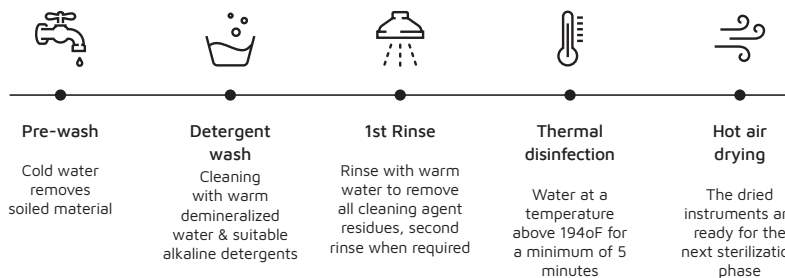 Pre-wash
Cold water
removes
soiled material
Detergent
wash
Cleaning
with warm
demineralized
water & suitable
alkaline detergents
1st Rinse
Rinse with warm
water to remove
all cleaning agent
residues, second
rinse when required
Thermal
disinfection
Water at a
temperature
above 194oF for
a minimum of 5
minutes
Hot air
drying
The dried
instruments
ready for the
next
phase